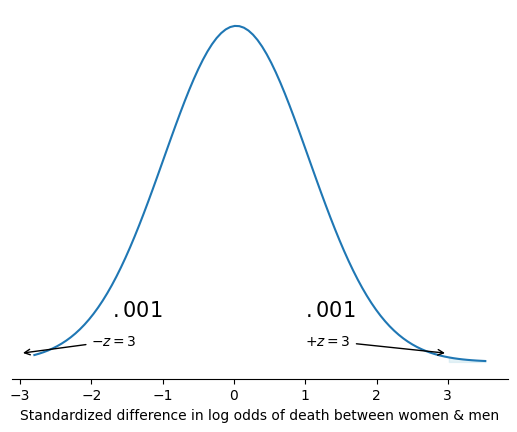 .001 .001
−z = 3 +z = 3
−3 −2 −1 0 1 2 3
Standardized difference in log odds of death between women & men